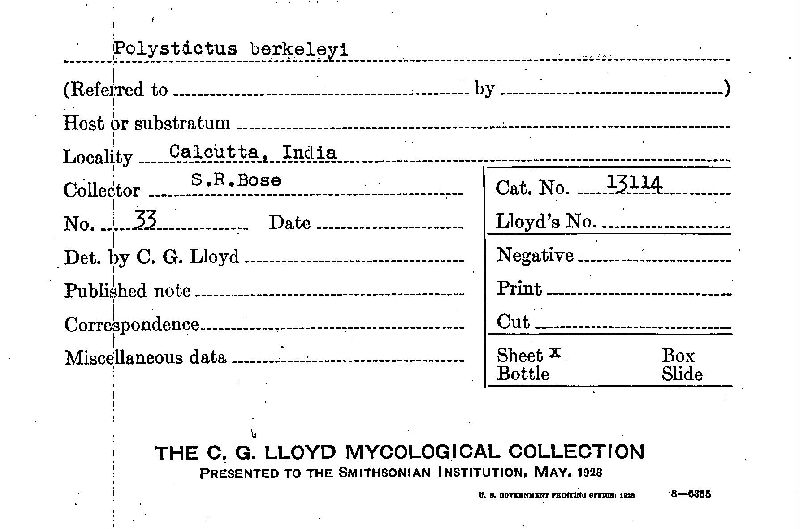 Polystictus berkeleyi
(Referred to by )
Host or substratum
Locality Calcutta, India
Collector S.R.Bose
Cat. No. 13114
No. 33 Date
Lloyd's No.
Det. by C. G. Lloyd
Negative
Published note
Print
Correspondence
Cut
Miscellaneous data
Sheet X Box
Bottle Slide
THE C. G. LLOYD MYCOLOGICAL COLLECTION
PRESENTED TO THE SMITHSONIAN INSTITUTION, MAY, 1928
U. S. GOVERNMENT PRINTING OFFICE: 1928 8—6355